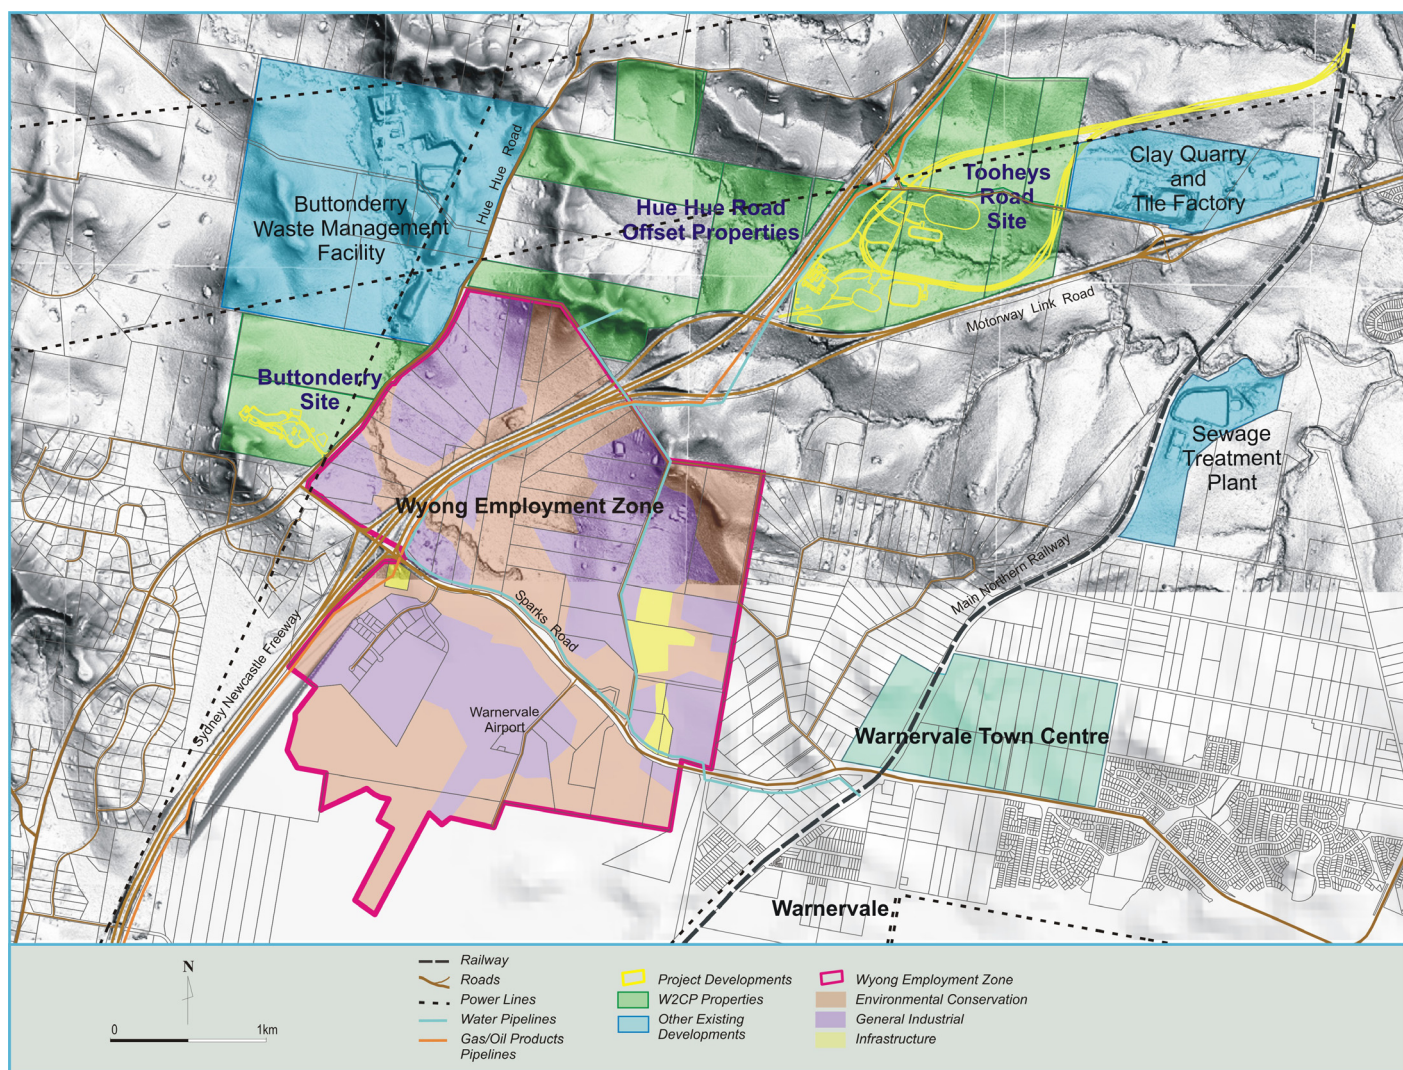 Buttonderry
Waste Management
Facility
Hue Hue Road
Hue Hue Road
Offset Properties
Tooheys
Road
Site
Clay Quarry
and
Tile Factory
Motorway Link Road
Buttonderry
Site
Sewage
Treatment
Plant
Wyong Employment Zone
Main Northern Railway
Sparks Road
Sydney Newcastle Freeway
Warnervale
Airport
Warnervale Town Centre
Warnervale
N
0 1km
Railway
Roads
Power Lines
Water Pipelines
Gas/Oil Products
Pipelines
Project Developments
W2CP Properties
Other Existing
Developments
Wyong Employment Zone
Environmental Conservation
General Industrial
Infrastructure